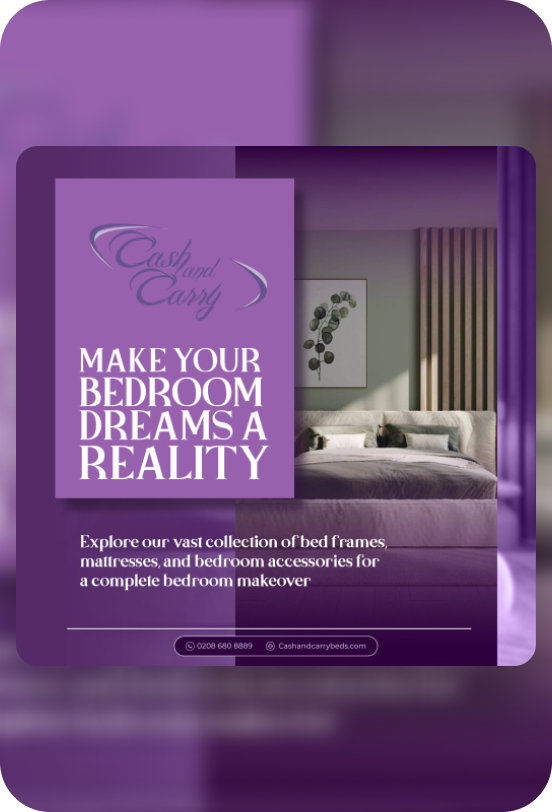 Cash
and
Carry
MAKE YOUR
BEDROOM
DREAMS A
REALITY
Explore our vast collection of bed frames,
mattresses, and bedroom accessories for
a complete bedroom makeover
0208 680 8889 Cashandcarrybeds.com